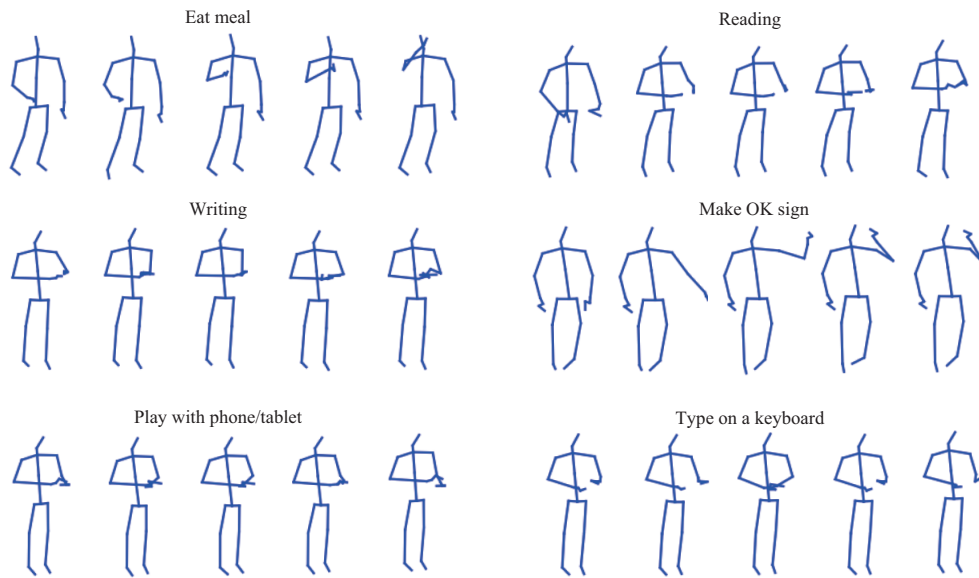 Eat meal
Reading
Writing
Make OK sign
Play with phone/tablet
Type on a keyboard